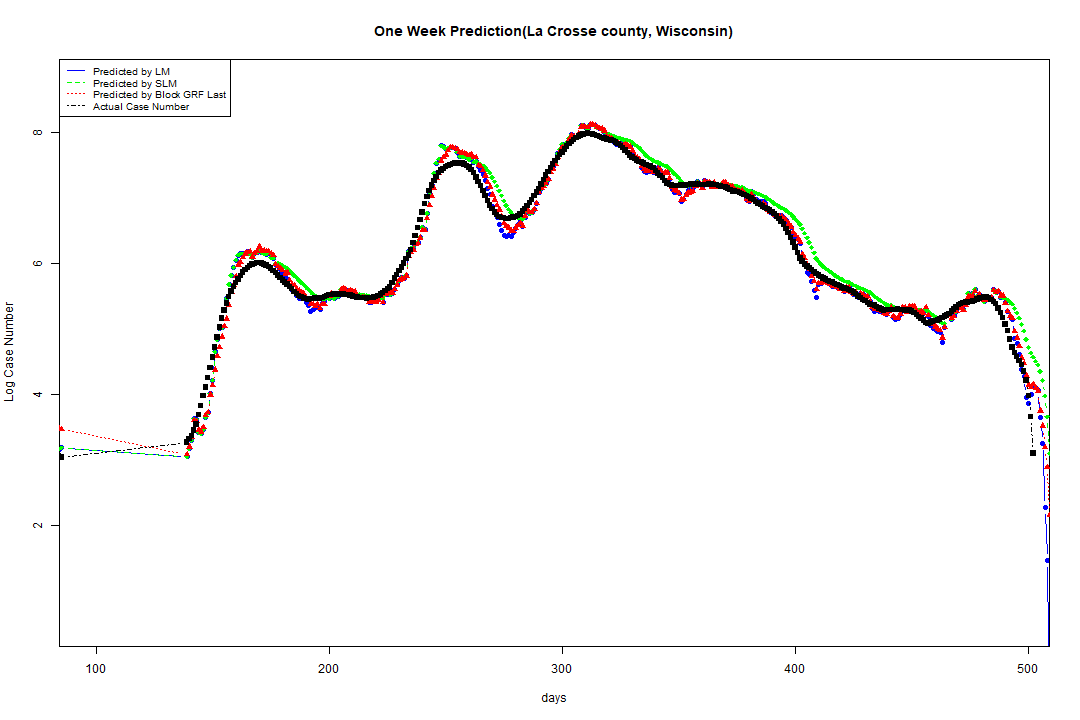 One Week Prediction(La Crosse county, Wisconsin)
Predicted by LM
Predicted by SLM
Predicted by Block GRF Last
Actual Case Number
Log Case Number
8
6
4
2
100 200 300 400 500
days